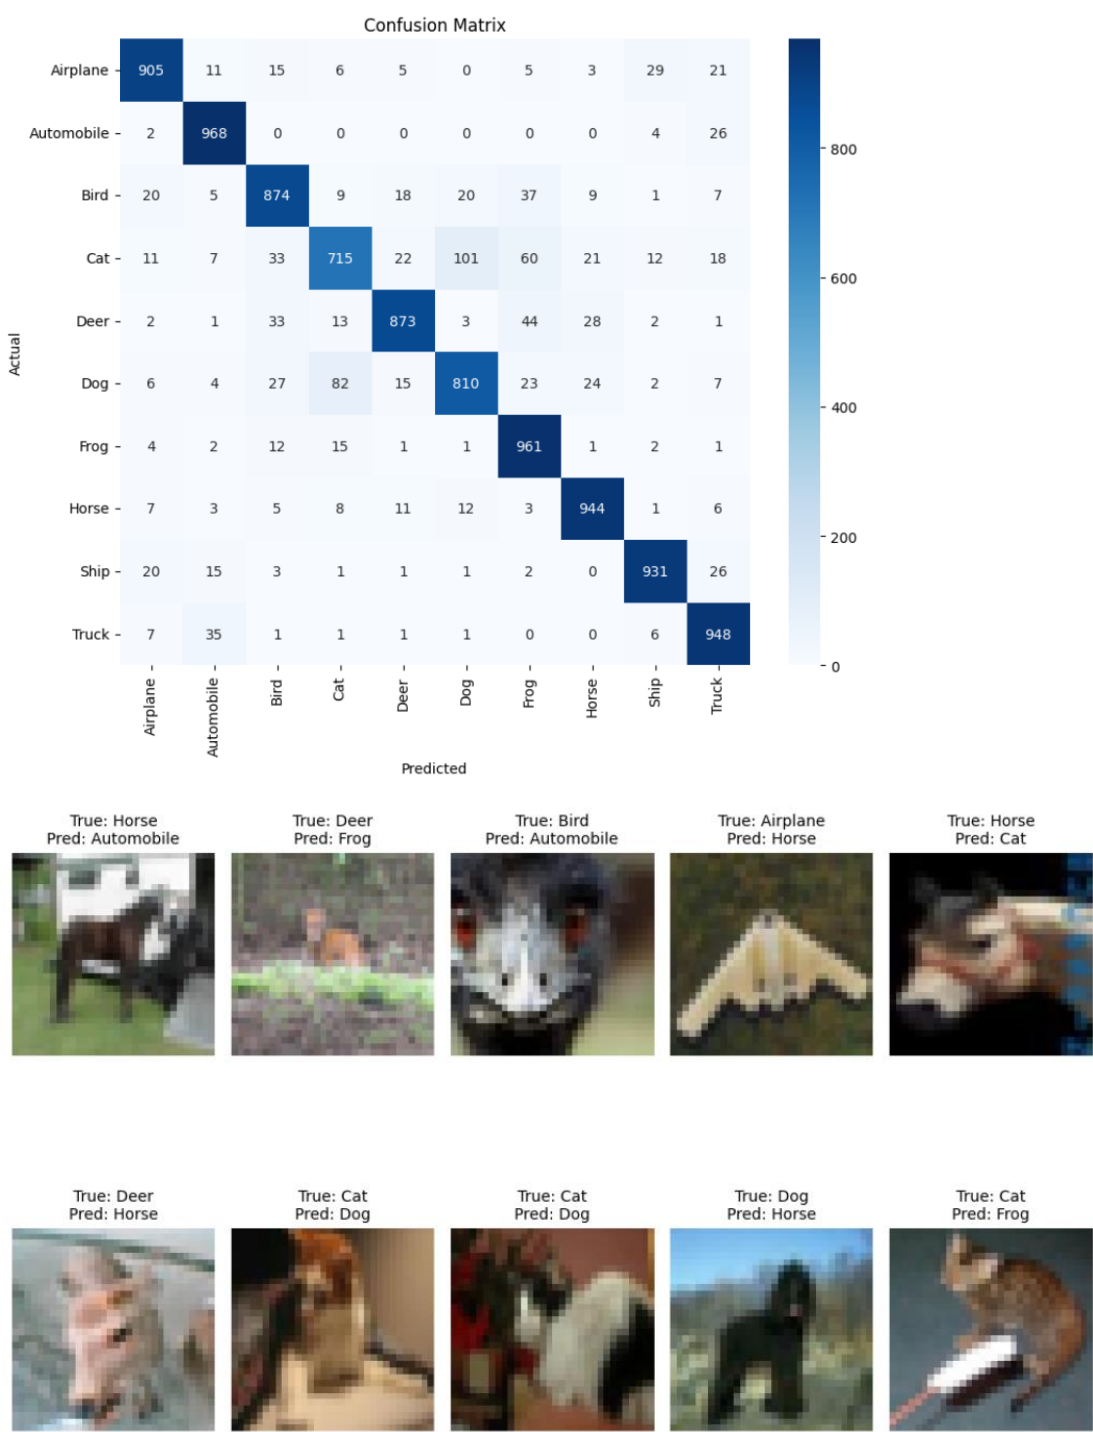 Confusion Matrix
Airplane 905 11 15 6 5 0 5 3 29 21
Automobile 2 968 0 0 0 0 0 0 4 26
Bird 20 5 874 9 18 20 37 9 1 7
Cat 11 7 33 715 22 101 60 21 12 18
Deer 2 1 33 13 873 3 44 28 2 1
Dog 6 4 27 82 15 810 23 24 2 7
Frog 4 2 12 15 1 1 961 1 2 1
Horse 7 3 5 8 11 12 3 944 1 6
Ship 20 15 3 1 1 1 2 0 931 26
Truck 7 35 1 1 1 1 0 0 6 948
Actual
Airplane Automobile Bird Cat Deer Dog Frog Horse Ship Truck
Predicted
800
600
400
200
0
True: Horse
Pred: Automobile
True: Deer
Pred: Frog
True: Bird
Pred: Automobile
True: Airplane
Pred: Horse
True: Horse
Pred: Cat
True: Deer
Pred: Horse
True: Cat
Pred: Dog
True: Cat
Pred: Dog
True: Dog
Pred: Horse
True: Cat
Pred: Frog